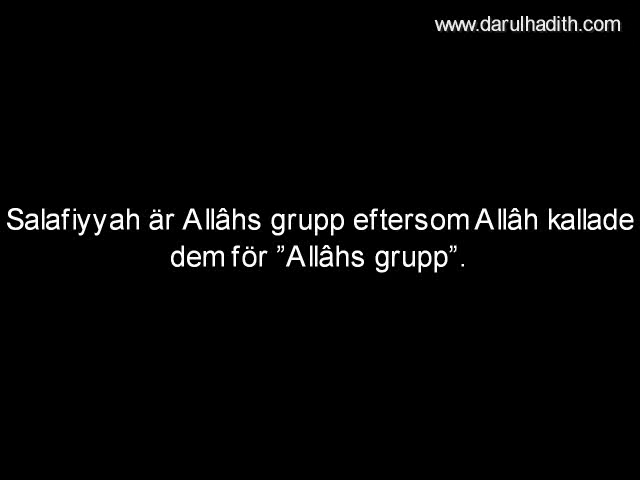 www.darulhadith.com
Salafiyyah är Allâhs grupp eftersom Allâh kallade
dem för ”Allâhs grupp”.